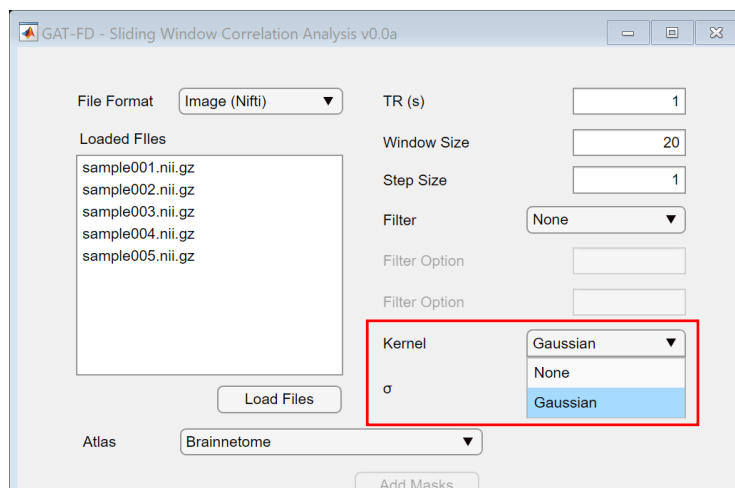 GAT-FD - Sliding Window Correlation Analysis v0.0a
File Format Image (Nifti)
Loaded FIles
sample001.nii.gz
sample002.nii.gz
sample003.nii.gz
sample004.nii.gz
sample005.nii.gz
Load Files
TR (s) 1
Window Size 20
Step Size 1
Filter None
Filter Option
Filter Option
Kernel Gaussian
None
Gaussian
σ
Atlas Brainnetome
Add Masks